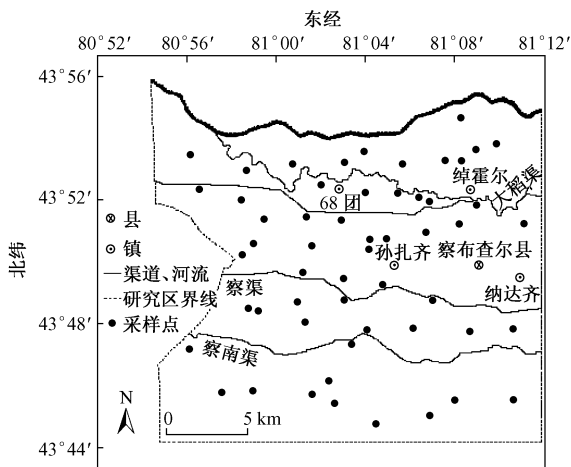 东经
80°52′ 80°56′ 81°00′ 81°04′ 81°08′ 81°12′
43°56′
43°52′
43°48′
43°44′
北纬
绰霍尔
大稻渠
68团
孙扎齐
察布查尔县
纳达齐
察渠
察南渠
县
镇
渠道、河流
研究区界线
采样点
N
0 5 km